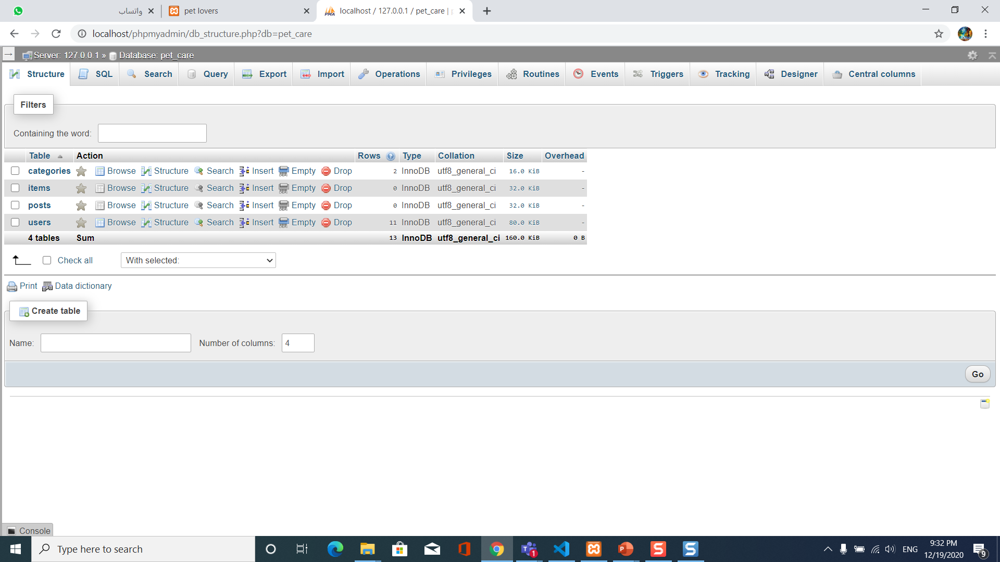 واتساب
pet lovers
localhost / 127.0.0.1 / pet_care |
localhost/phpmyadmin/db_structure.php?db=pet_care
Server: 127.0.0.1 » Database: pet_care
Structure SQL Search Query Export Import Operations Privileges Routines Events Triggers Tracking Designer Central columns
Filters
Containing the word:
Table Action Rows Type Collation Size Overhead
categories Browse Structure Search Insert Empty Drop 2 InnoDB utf8_general_ci 16.0 KiB -
items Browse Structure Search Insert Empty Drop 0 InnoDB utf8_general_ci 32.0 KiB -
posts Browse Structure Search Insert Empty Drop 0 InnoDB utf8_general_ci 32.0 KiB -
users Browse Structure Search Insert Empty Drop 11 InnoDB utf8_general_ci 80.0 KiB -
4 tables Sum 13 InnoDB utf8_general_ci 160.0 KiB 0 B
Check all With selected:
Print Data dictionary
Create table
Name: Number of columns: 4
Go
Console
Type here to search
ENG
9:32 PM
12/19/2020